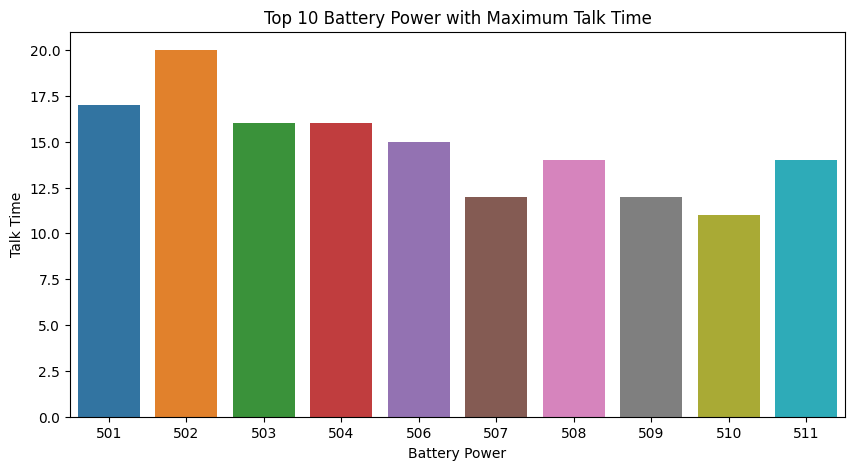 Top 10 Battery Power with Maximum Talk Time
20.0
17.5
15.0
12.5
10.0
7.5
5.0
2.5
0.0
Talk Time
501 502 503 504 506 507 508 509 510 511
Battery Power